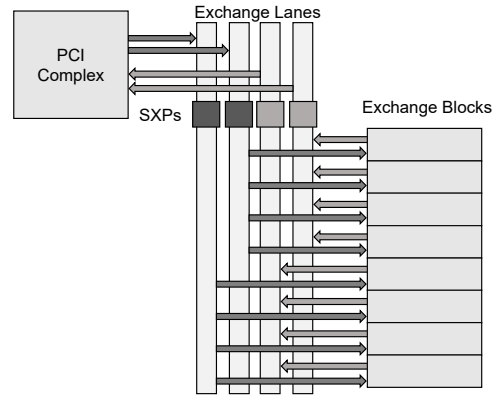 Exchange Lanes
PCI
Complex
SXPs
Exchange Blocks